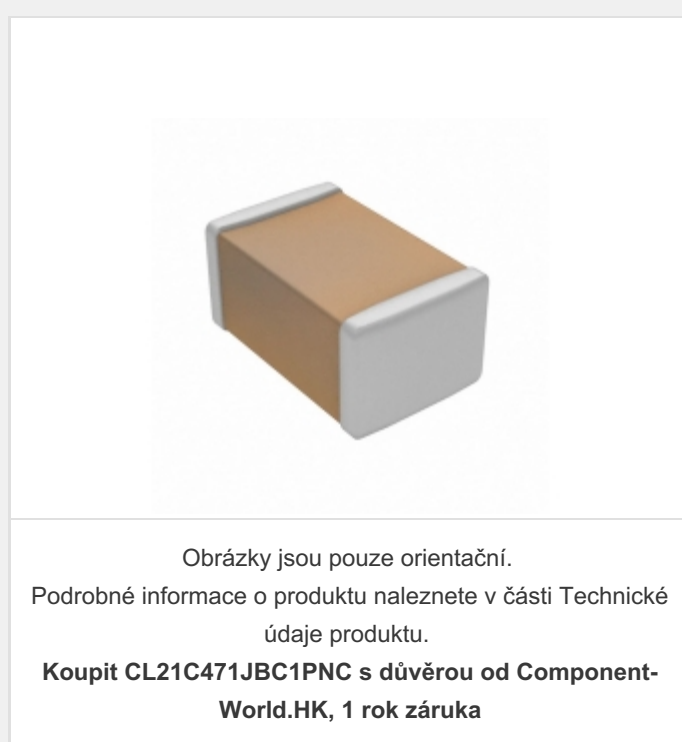 Obrázky jsou pouze orientační.
Podrobné informace o produktu naleznete v části Technické
údaje produktu.
Koupit CL21C471JBC1PNC s důvěrou od Component-
World.HK, 1 rok záruka